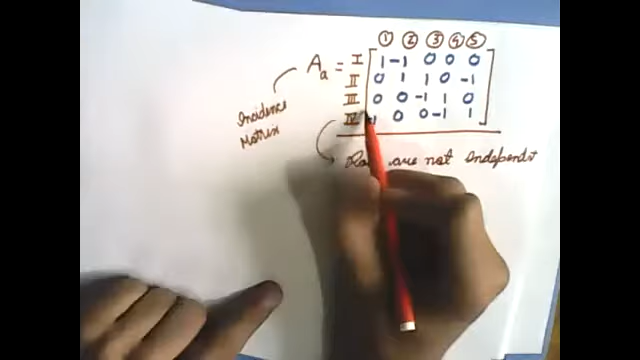 ① ② ③ ④ ⑤
Aa = I 1 -1 0 0 0
II 0 1 1 0 -1
III 0 0 -1 1 0
IV -1 0 0 -1 1
Incidence
Matrix
are not Independent